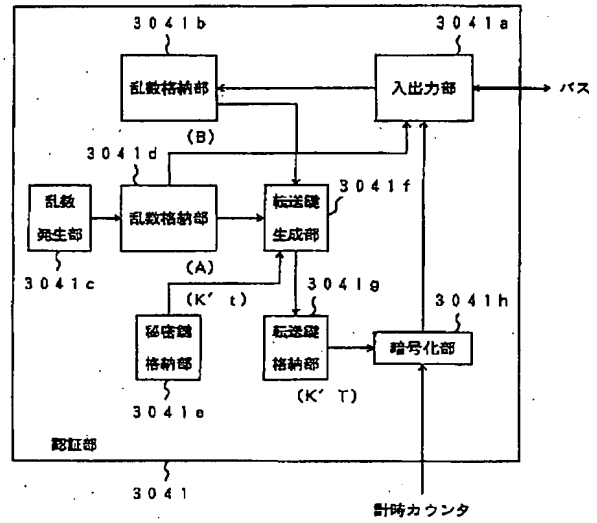 3041b
3041a
乱数格納部
入出力部
バス
(B)
3041d
3041f
乱数
発生部
乱数格納部
転送鍵
生成部
3041c
(A)
(K' t)
3041g
3041h
秘密鍵
格納部
転送鍵
格納部
暗号化部
3041e
(K' T)
認証部
3041
計時カウンタ